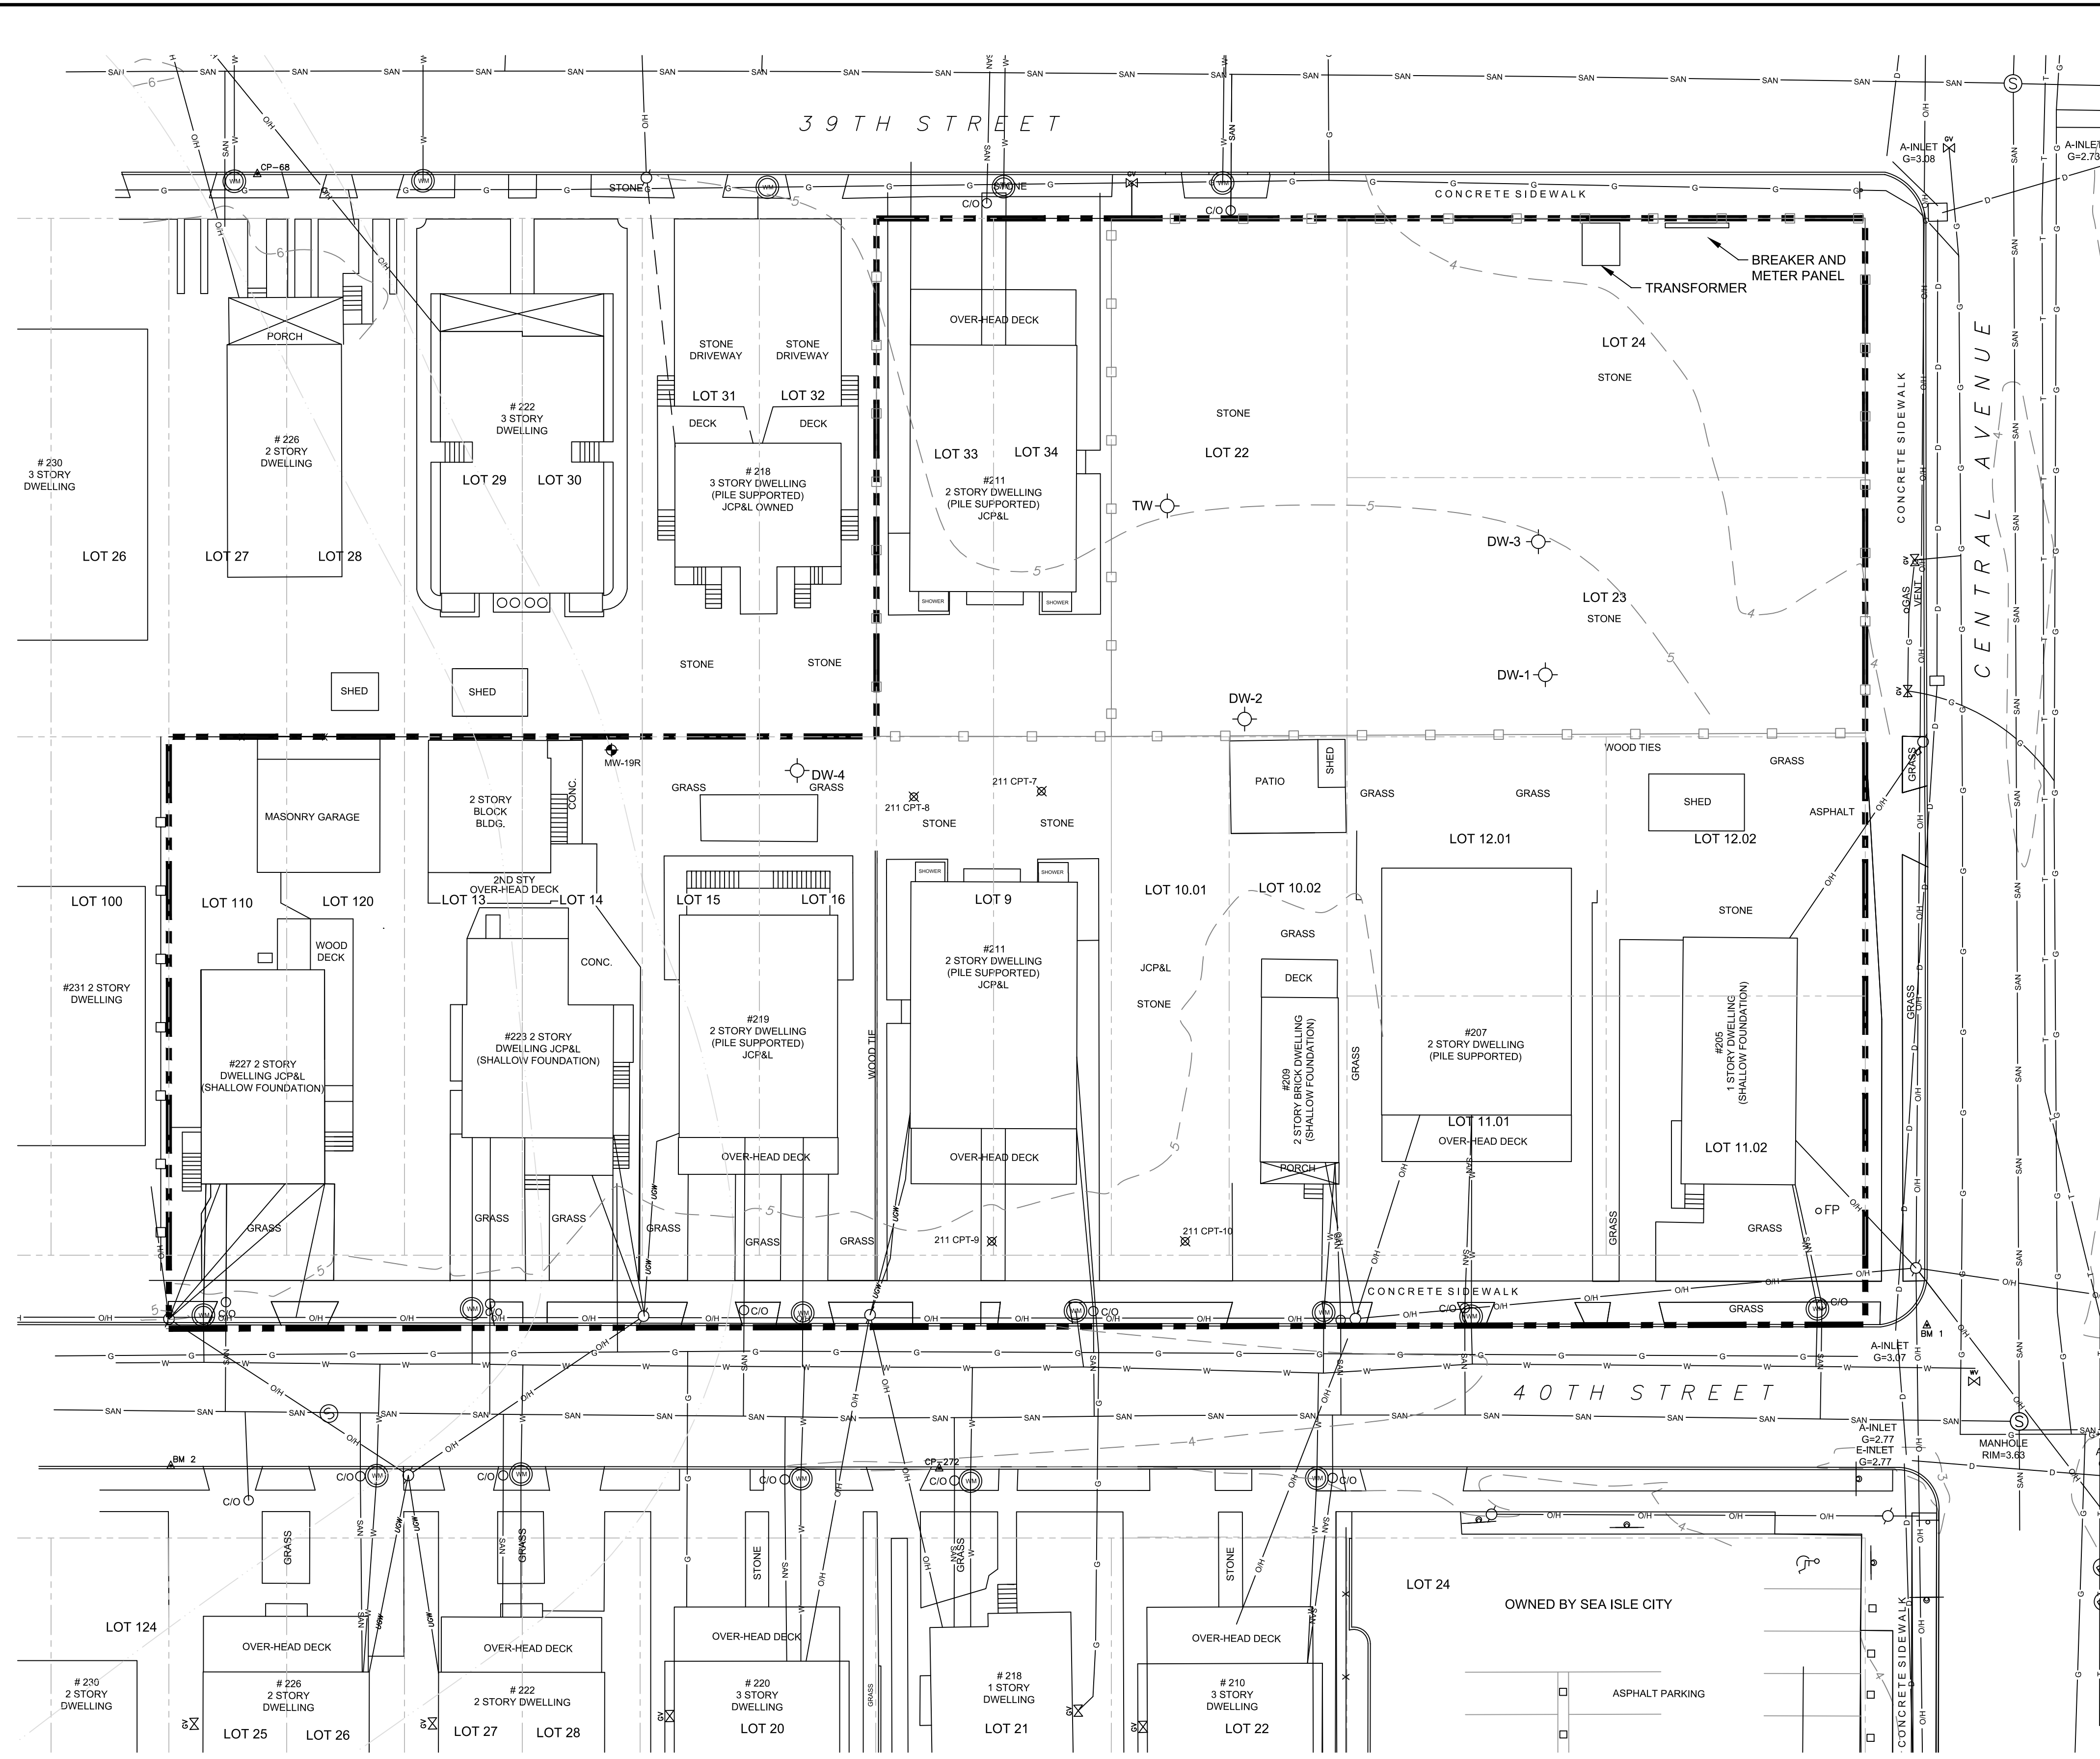 39TH STREET
A-INLET
G=3.08
A-INLET
G=2.73
CP-68
STONE
STONE
CONCRETE SIDEWALK
C/O
C/O
BREAKER AND
METER PANEL
TRANSFORMER
PORCH
OVER-HEAD DECK
STONE
DRIVEWAY
STONE
DRIVEWAY
LOT 24
STONE
CENTRAL AVENUE
CONCRETE SIDEWALK
LOT 31
LOT 32
DECK
DECK
# 222
3 STORY
DWELLING
STONE
# 226
2 STORY
DWELLING
# 230
3 STORY
DWELLING
LOT 29
LOT 30
# 218
3 STORY DWELLING
(PILE SUPPORTED)
JCP&L OWNED
LOT 33
LOT 34
#211
2 STORY DWELLING
(PILE SUPPORTED)
JCP&L
LOT 22
TW
DW-3
LOT 26
LOT 27
LOT 28
SHOWER
SHOWER
LOT 23
STONE
GAS
VENT
STONE
STONE
SHED
SHED
DW-1
DW-2
MW-19R
WOOD TIES
GRASS
GRASS
DW-4
GRASS
GRASS
211 CPT-8
211 CPT-7
STONE
STONE
PATIO
SHED
GRASS
GRASS
SHED
ASPHALT
MASONRY GARAGE
2 STORY
BLOCK
BLDG.
CONC.
LOT 12.01
LOT 12.02
2ND STY
OVER-HEAD DECK
SHOWER
SHOWER
LOT 100
LOT 110
LOT 120
LOT 13
LOT 14
LOT 15
LOT 16
LOT 9
LOT 10.01
LOT 10.02
STONE
GRASS
WOOD
DECK
CONC.
#211
2 STORY DWELLING
(PILE SUPPORTED)
JCP&L
JCP&L
STONE
DECK
#231 2 STORY
DWELLING
#219
2 STORY DWELLING
(PILE SUPPORTED)
JCP&L
#223 2 STORY
DWELLING JCP&L
(SHALLOW FOUNDATION)
#227 2 STORY
DWELLING JCP&L
(SHALLOW FOUNDATION)
WOOD TIE
#209
2 STORY BRICK DWELLING
(SHALLOW FOUNDATION)
GRASS
#207
2 STORY DWELLING
(PILE SUPPORTED)
#205
1 STORY DWELLING
(SHALLOW FOUNDATION)
GRASS
LOT 11.01
OVER-HEAD DECK
LOT 11.02
OVER-HEAD DECK
OVER-HEAD DECK
PORCH
GRASS
GRASS
GRASS
GRASS
GRASS
GRASS
211 CPT-9
211 CPT-10
GRASS
FP
GRASS
CONCRETE SIDEWALK
C/O
C/O
C/O
C/O
C/O
C/O
GRASS
BM 1
A-INLET
G=3.07
40TH STREET
A-INLET
G=2.77
E-INLET
G=2.77
MANHOLE
RIM=3.63
BM 2
CP-272
C/O
C/O
C/O
C/O
C/O
C/O
GRASS
GRASS
STONE
GRASS
STONE
LOT 24
OWNED BY SEA ISLE CITY
CONCRETE SIDEWALK
LOT 124
OVER-HEAD DECK
OVER-HEAD DECK
OVER-HEAD DECK
OVER-HEAD DECK
# 230
2 STORY
DWELLING
# 226
2 STORY
DWELLING
# 222
2 STORY DWELLING
# 220
3 STORY
DWELLING
GRASS
# 218
1 STORY
DWELLING
# 210
3 STORY
DWELLING
ASPHALT PARKING
LOT 25
LOT 26
LOT 27
LOT 28
LOT 20
LOT 21
LOT 22